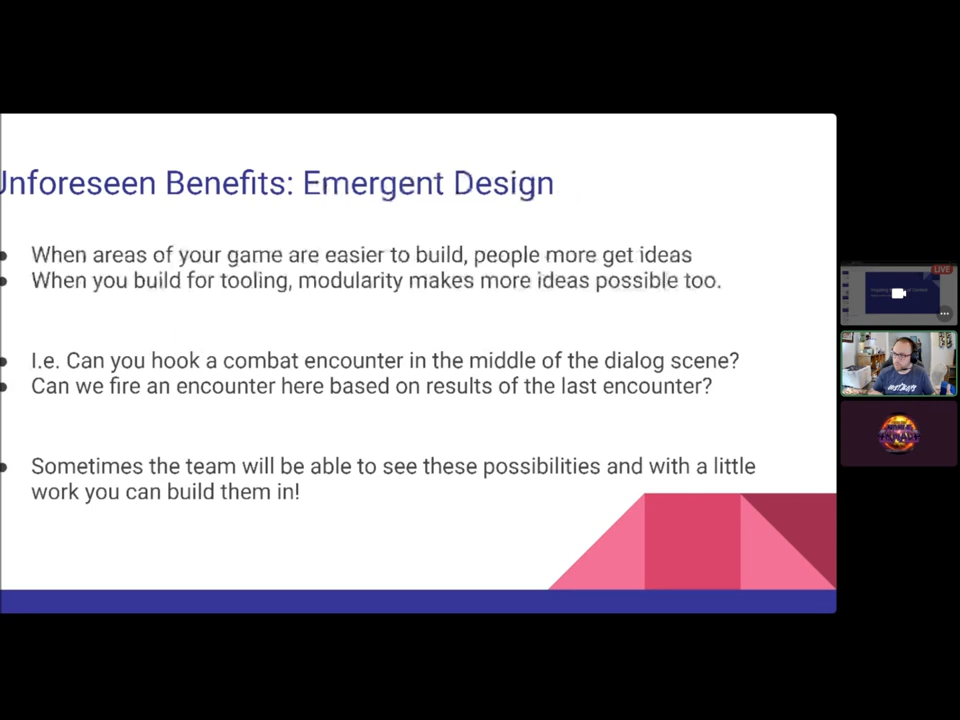 Unforeseen Benefits: Emergent Design
When areas of your game are easier to build, people more get ideas
When you build for tooling, modularity makes more ideas possible too.
I.e. Can you hook a combat encounter in the middle of the dialog scene?
Can we fire an encounter here based on results of the last encounter?
Sometimes the team will be able to see these possibilities and with a little
work you can build them in!
LIVE